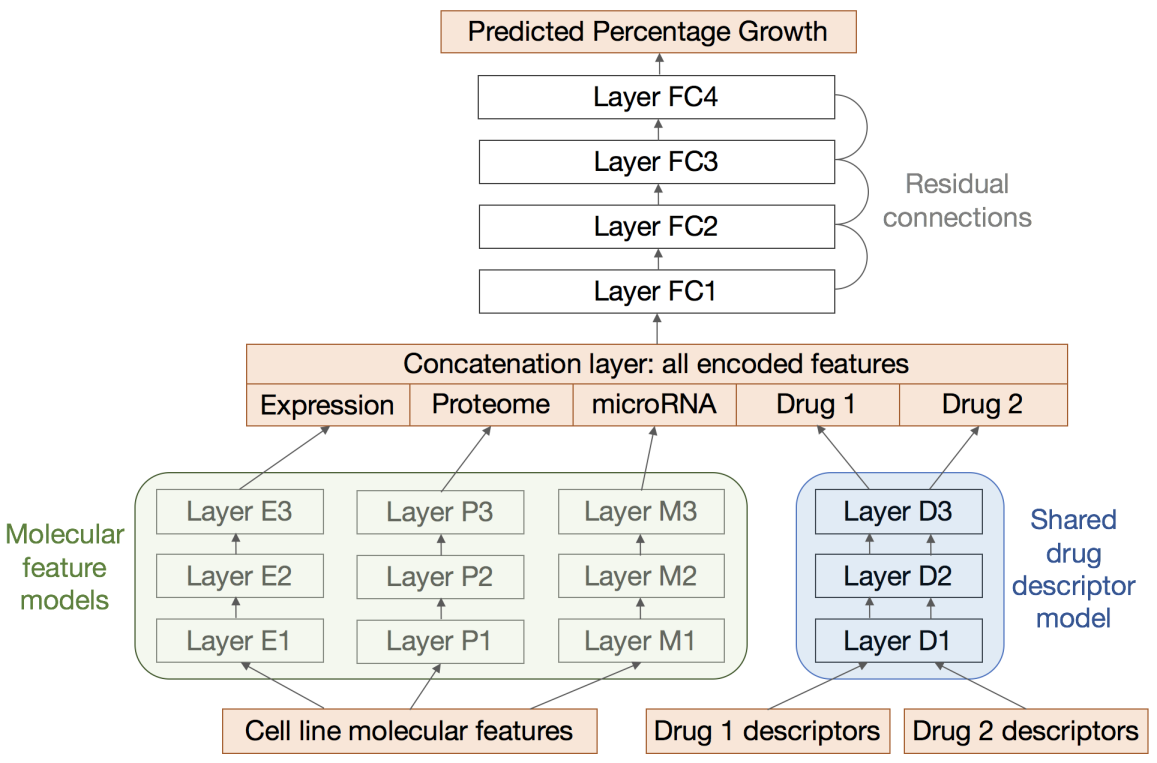 Predicted Percentage Growth
Layer FC4
Layer FC3
Layer FC2
Layer FC1
Residual
connections
Concatenation layer: all encoded features
Expression
Proteome
microRNA
Drug 1
Drug 2
Molecular
feature
models
Layer E3
Layer P3
Layer M3
Layer E2
Layer P2
Layer M2
Layer E1
Layer P1
Layer M1
Layer D3
Layer D2
Layer D1
Shared
drug
descriptor
model
Cell line molecular features
Drug 1 descriptors
Drug 2 descriptors